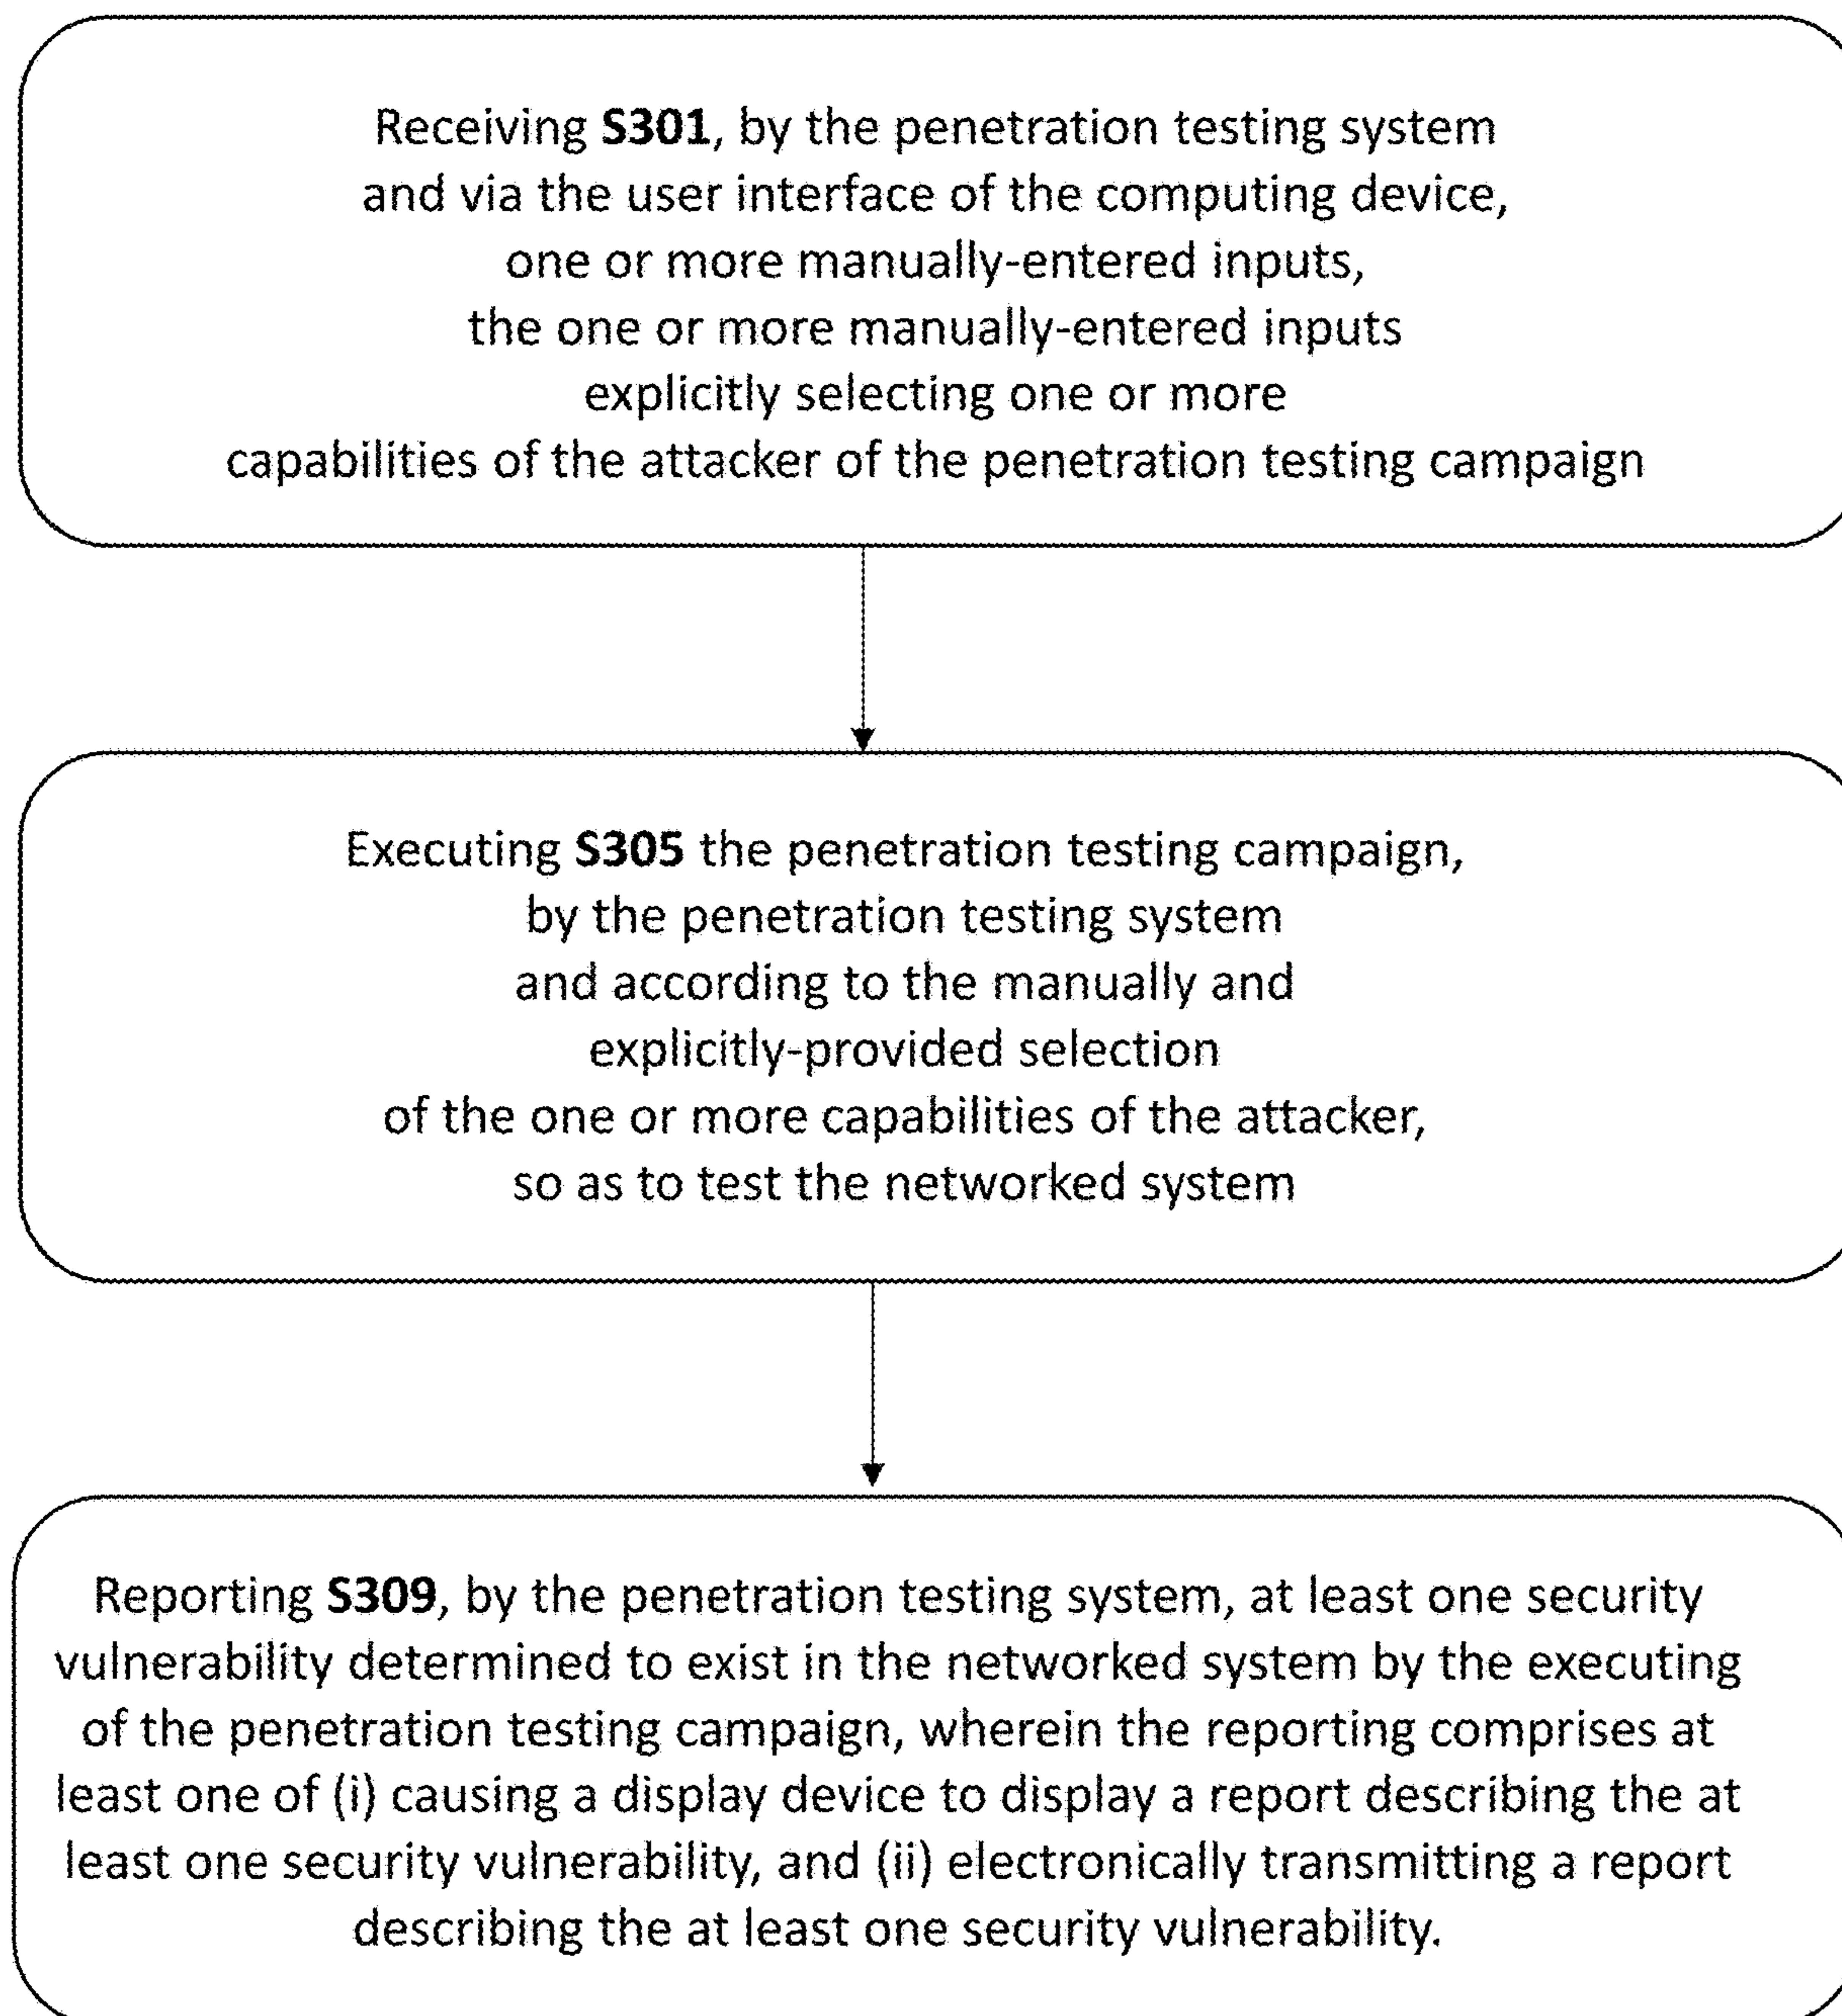 Receiving S301, by the penetration testing system
and via the user interface of the computing device,
one or more manually-entered inputs,
the one or more manually-entered inputs
explicitly selecting one or more
capabilities of the attacker of the penetration testing campaign
Executing S305 the penetration testing campaign,
by the penetration testing system
and according to the manually and
explicitly-provided selection
of the one or more capabilities of the attacker,
so as to test the networked system
Reporting S309, by the penetration testing system, at least one security
vulnerability determined to exist in the networked system by the executing
of the penetration testing campaign, wherein the reporting comprises at
least one of (i) causing a display device to display a report describing the at
least one security vulnerability, and (ii) electronically transmitting a report
describing the at least one security vulnerability.